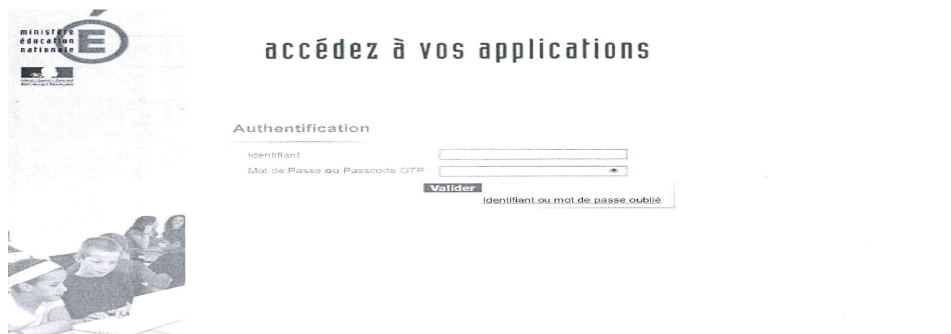 ministère
éducation
nationale
É
accédez à vos applications
Authentification
Identifiant
Mot de Passe ou Passcode OTP
Valider
Identifiant ou mot de passe oublié